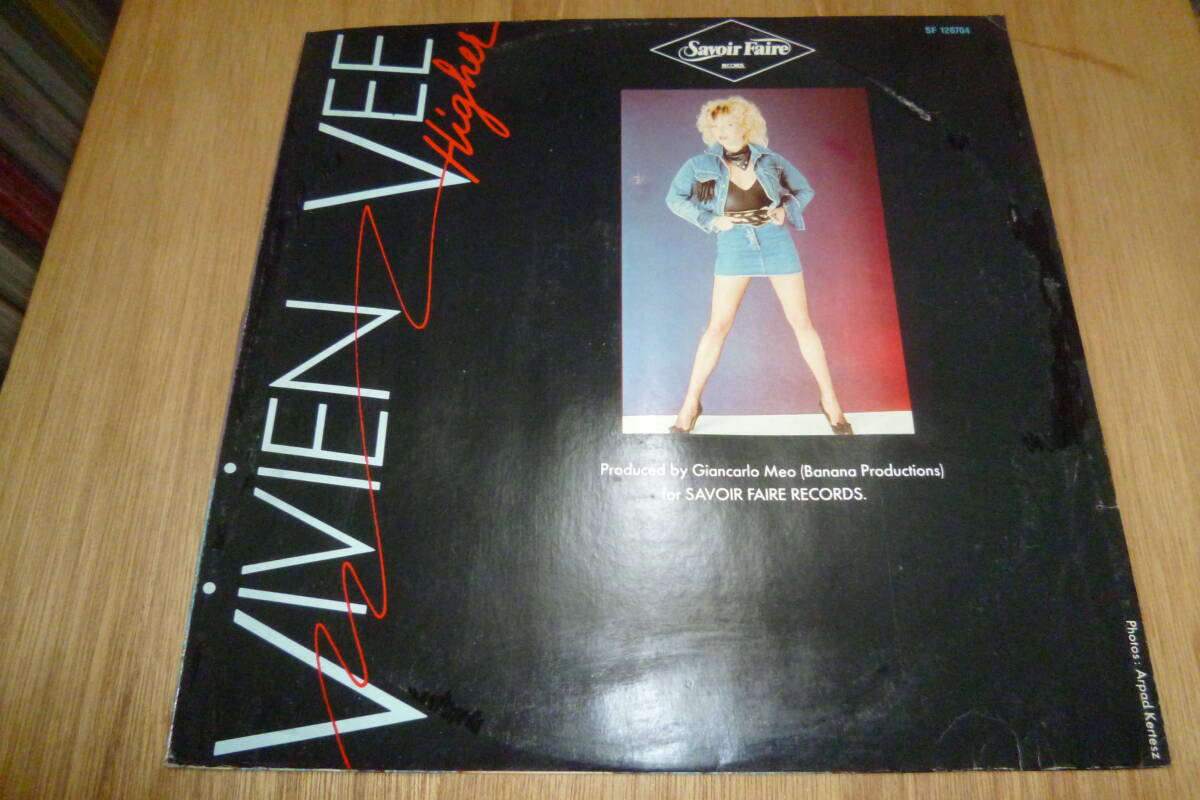 VIVIEN VEE
Higher
Savoir Faire
RECORDS
SF 126704
Produced by Giancarlo Meo (Banana Productions)
for SAVOIR FAIRE RECORDS.
Photos : Arpad Kertesz